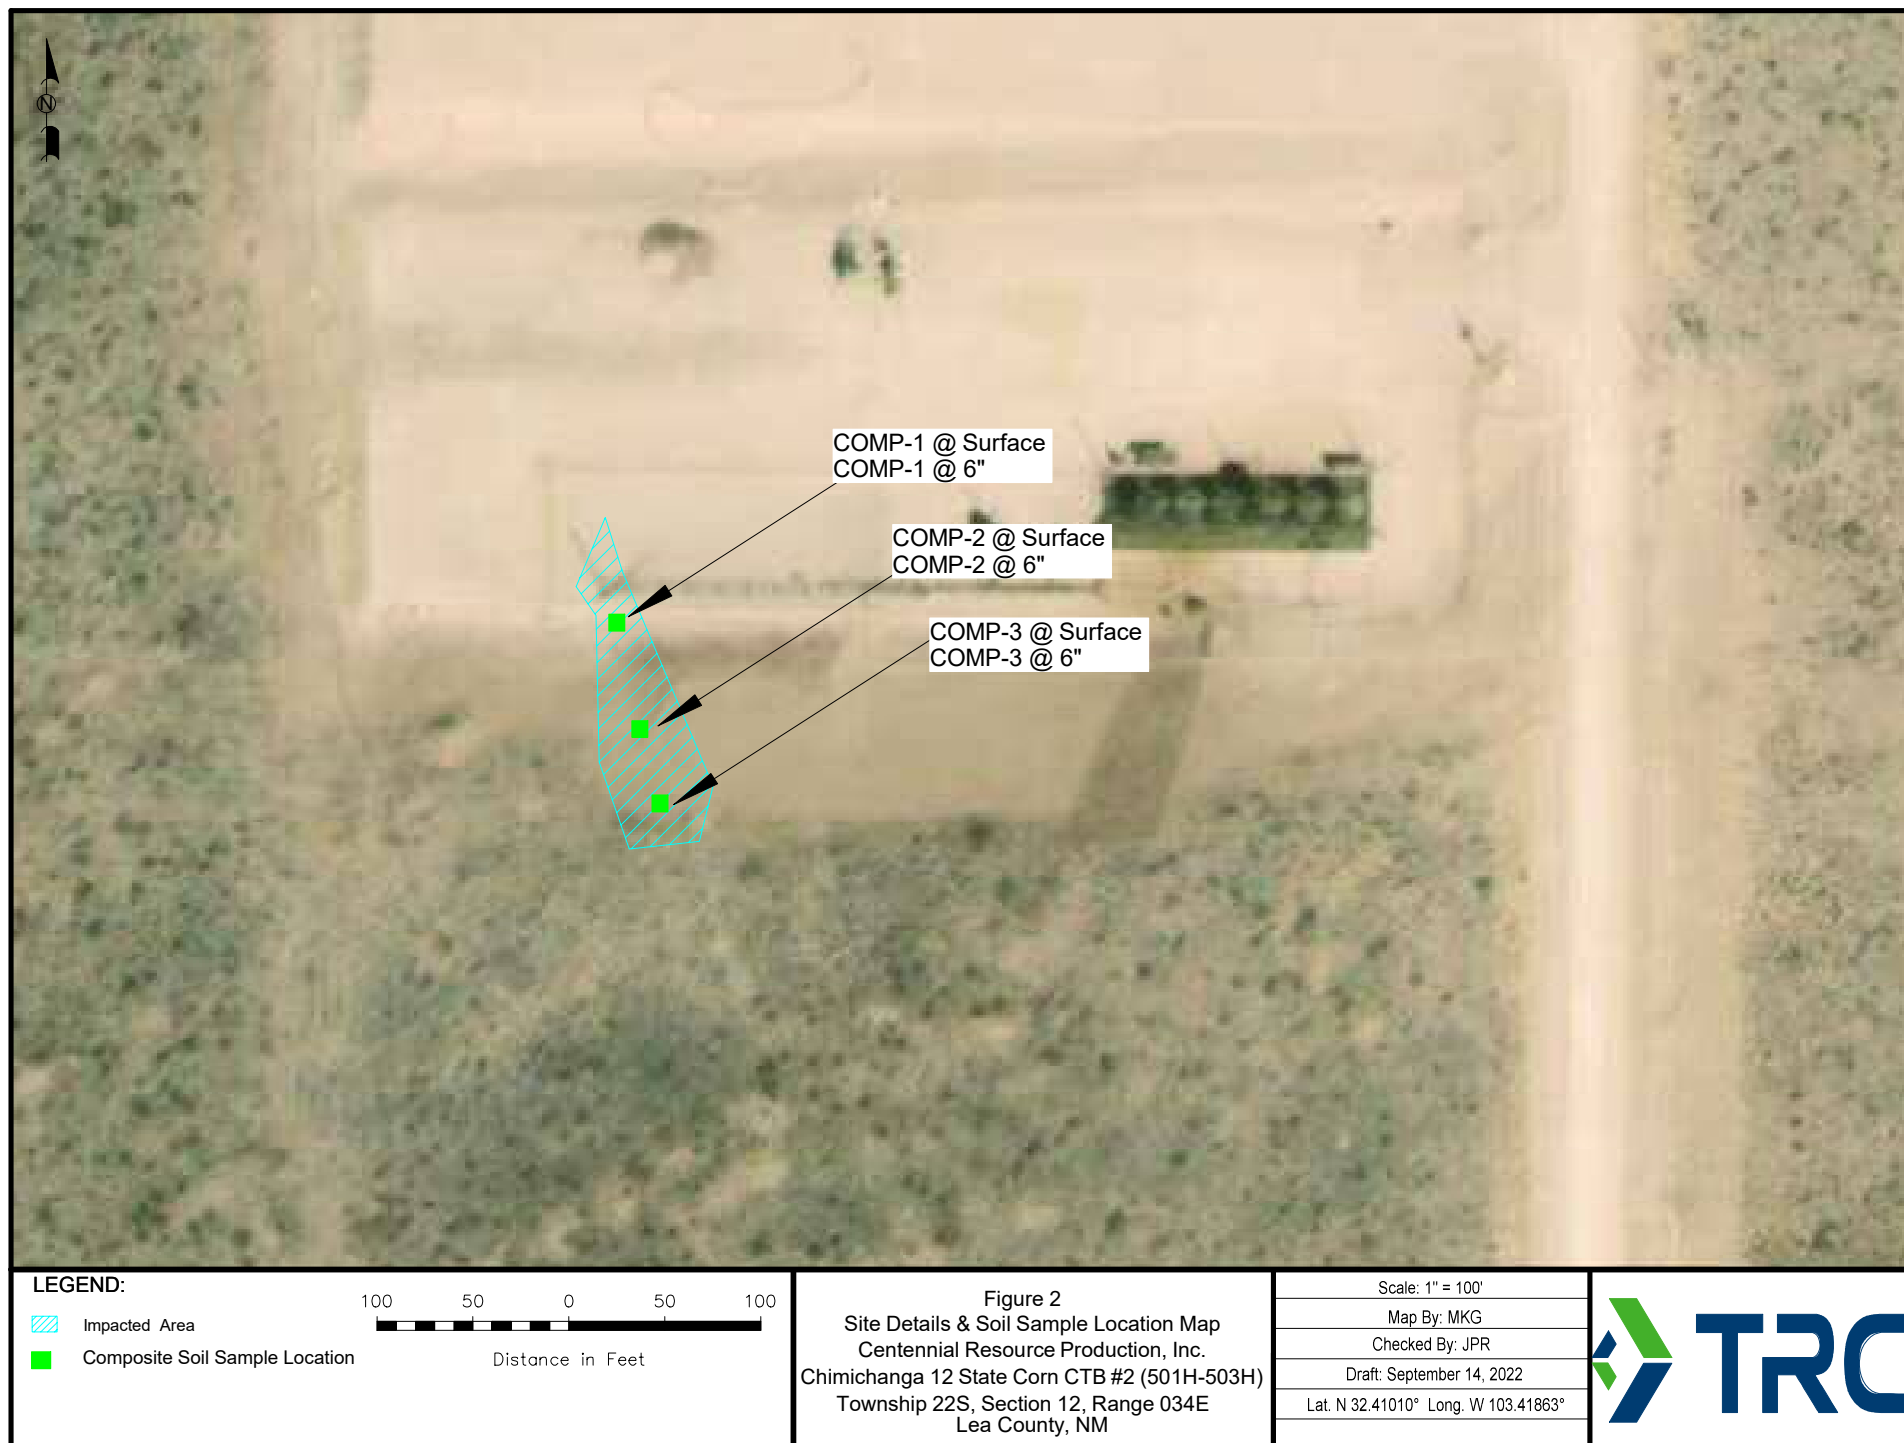 N
COMP-1 @ Surface
COMP-1 @ 6"
COMP-2 @ Surface
COMP-2 @ 6"
COMP-3 @ Surface
COMP-3 @ 6"
LEGEND:
Impacted Area
Composite Soil Sample Location
100 50 0 50 100
Distance in Feet
Figure 2
Site Details & Soil Sample Location Map
Centennial Resource Production, Inc.
Chimichanga 12 State Corn CTB #2 (501H-503H)
Township 22S, Section 12, Range 034E
Lea County, NM
Scale: 1" = 100'
Map By: MKG
Checked By: JPR
Draft: September 14, 2022
Lat. N 32.41010° Long. W 103.41863°
TRC